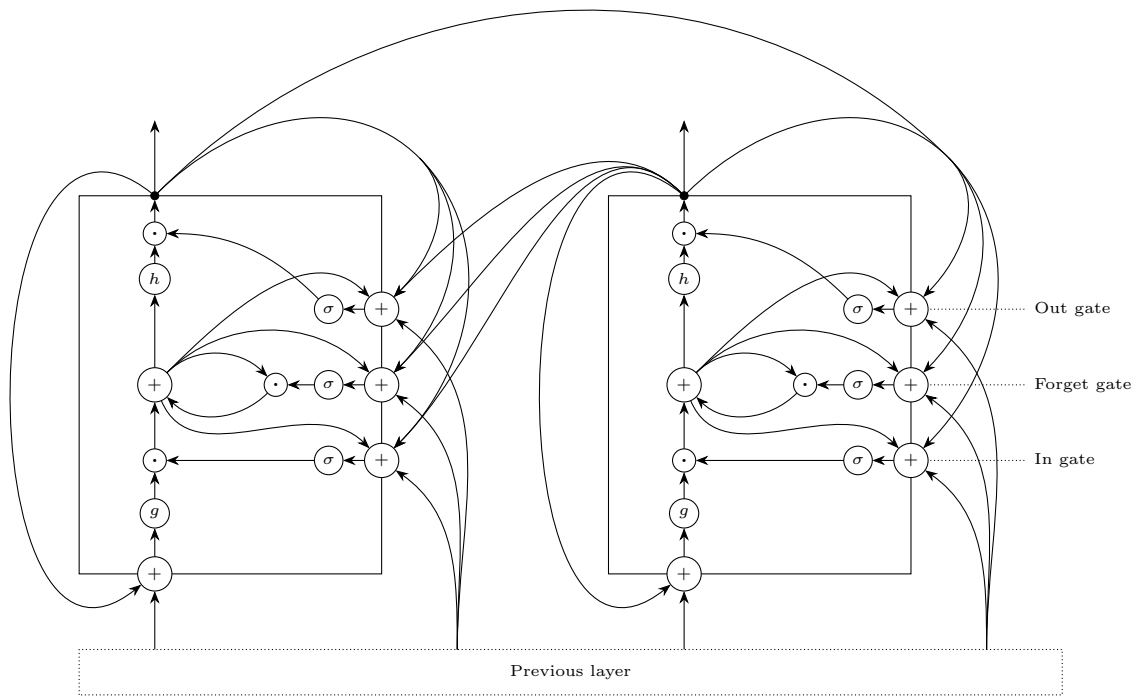 h
h
+
σ
+
σ
Out gate
+
σ
+
+
σ
+
Forget gate
σ
+
σ
+
In gate
g
g
+
+
Previous layer